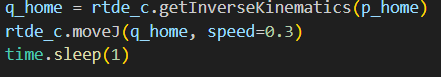 q_home = rtde_c.getInverseKinematics(p_home)
rtde_c.moveJ(q_home, speed=0.3)
time.sleep(1)